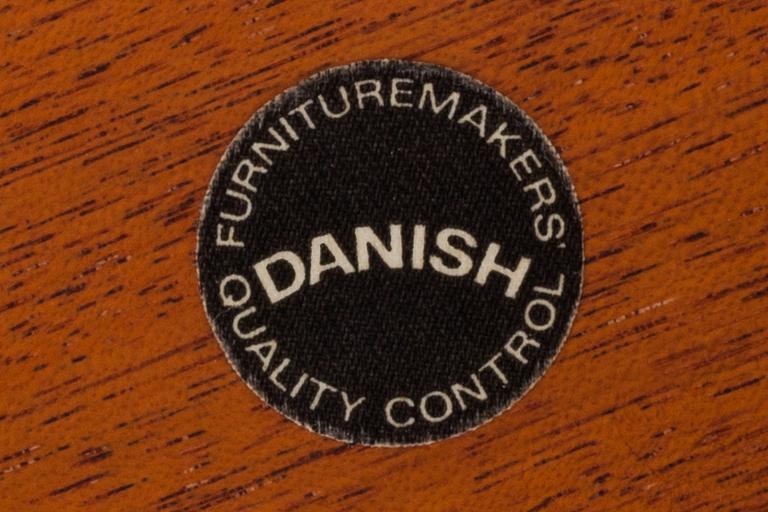 FURNITUREMAKERS'
DANISH
QUALITY CONTROL